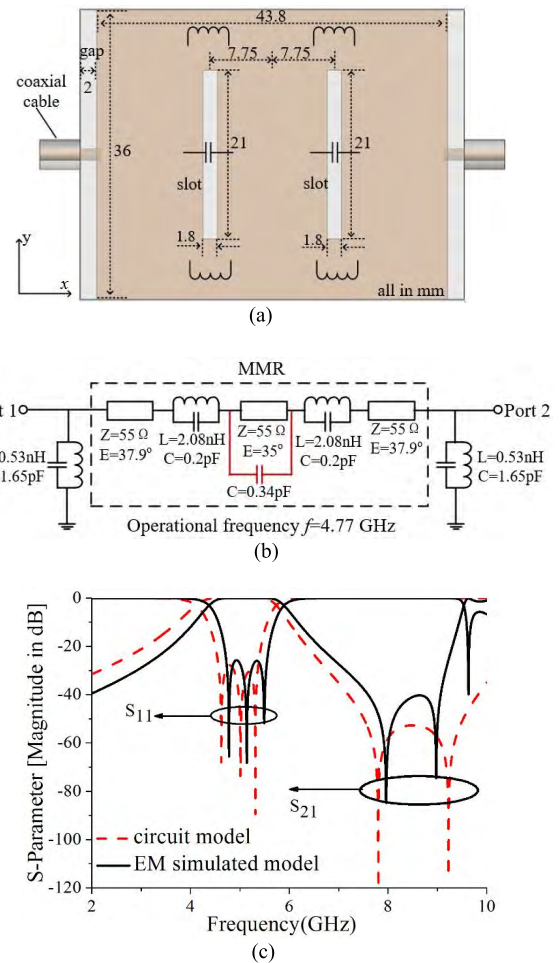 43.8
gap
2
7.75 7.75
coaxial
cable
36
21
21
slot
slot
1.8
1.8
y
x
all in mm
(a)
MMR
1
Port 2
Z=55 Ω
E=37.9°
L=2.08nH
C=0.2pF
Z=55 Ω
E=35°
C=0.34pF
L=2.08nH
C=0.2pF
Z=55 Ω
E=37.9°
0.53nH
1.65pF
L=0.53nH
C=1.65pF
Operational frequency f=4.77 GHz
(b)
0
-20
-40
-60
-80
-100
-120
S-Parameter [Magnitude in dB]
S11
S21
circuit model
EM simulated model
2 4 6 8 10
Frequency(GHz)
(c)